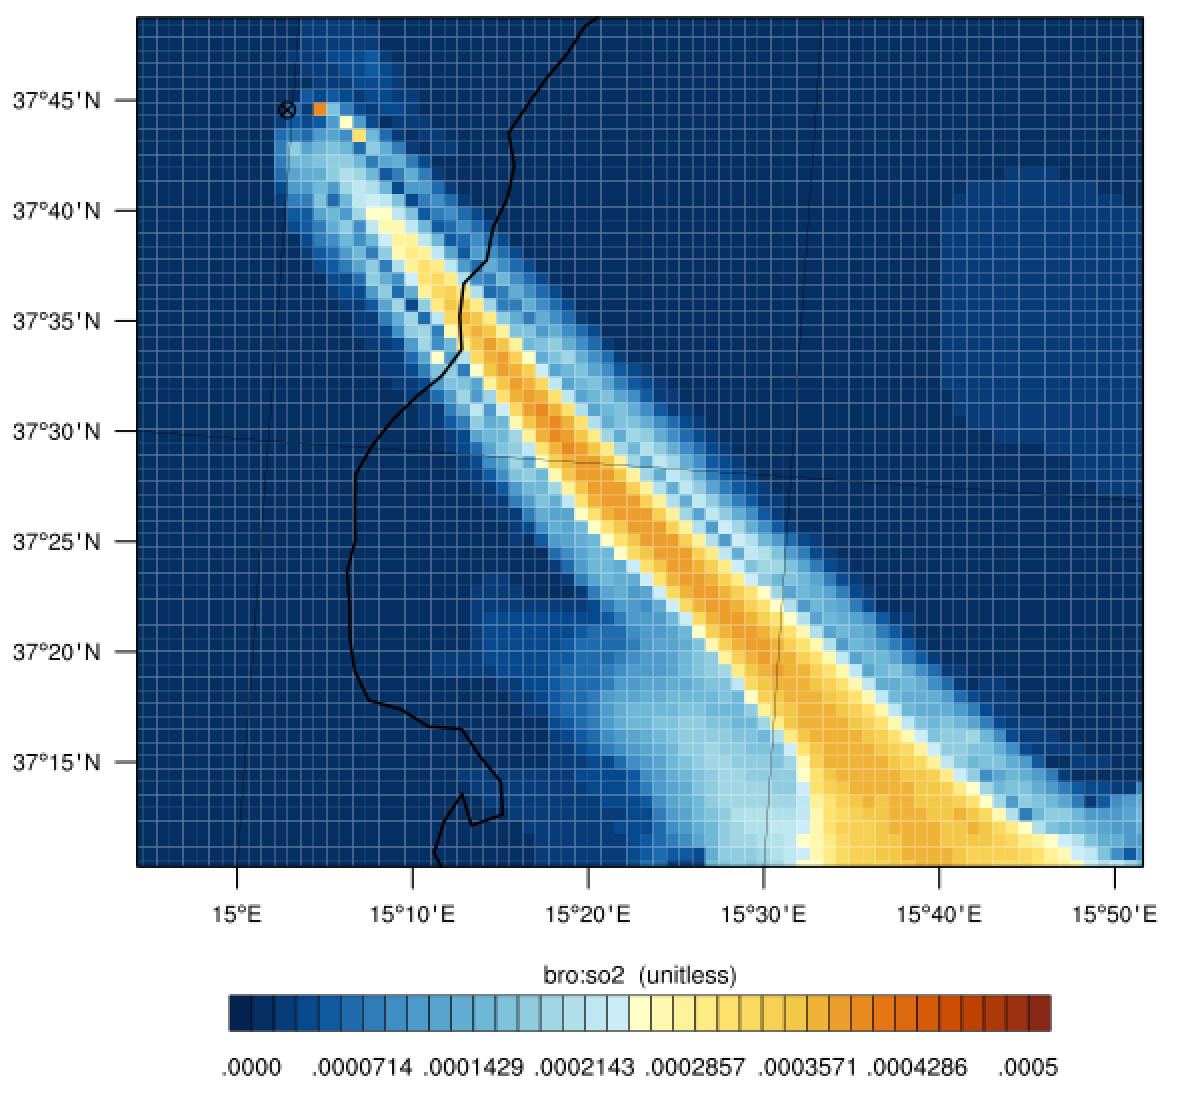 37°45'N
37°40'N
37°35'N
37°30'N
37°25'N
37°20'N
37°15'N
15°E 15°10'E 15°20'E 15°30'E 15°40'E 15°50'E
bro:so2 (unitless)
.0000 .0000714 .0001429 .0002143 .0002857 .0003571 .0004286 .0005